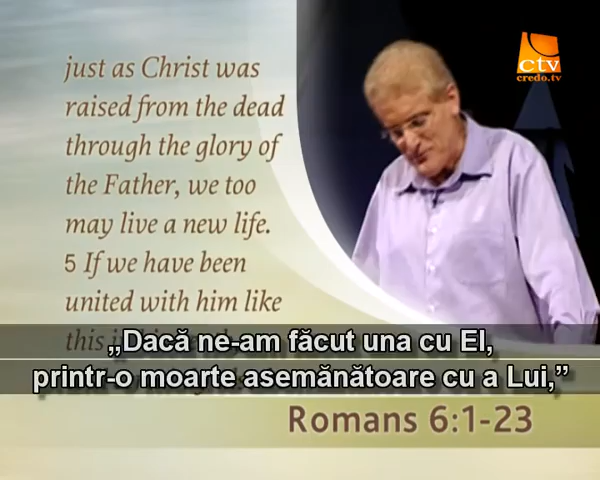 ctv
credo.tv
just as Christ was
raised from the dead
through the glory of
the Father, we too
may live a new life.
5 If we have been
united with him like
this
„Dacă ne-am făcut una cu El,
printr-o moarte asemănătoare cu a Lui,”
Romans 6:1-23